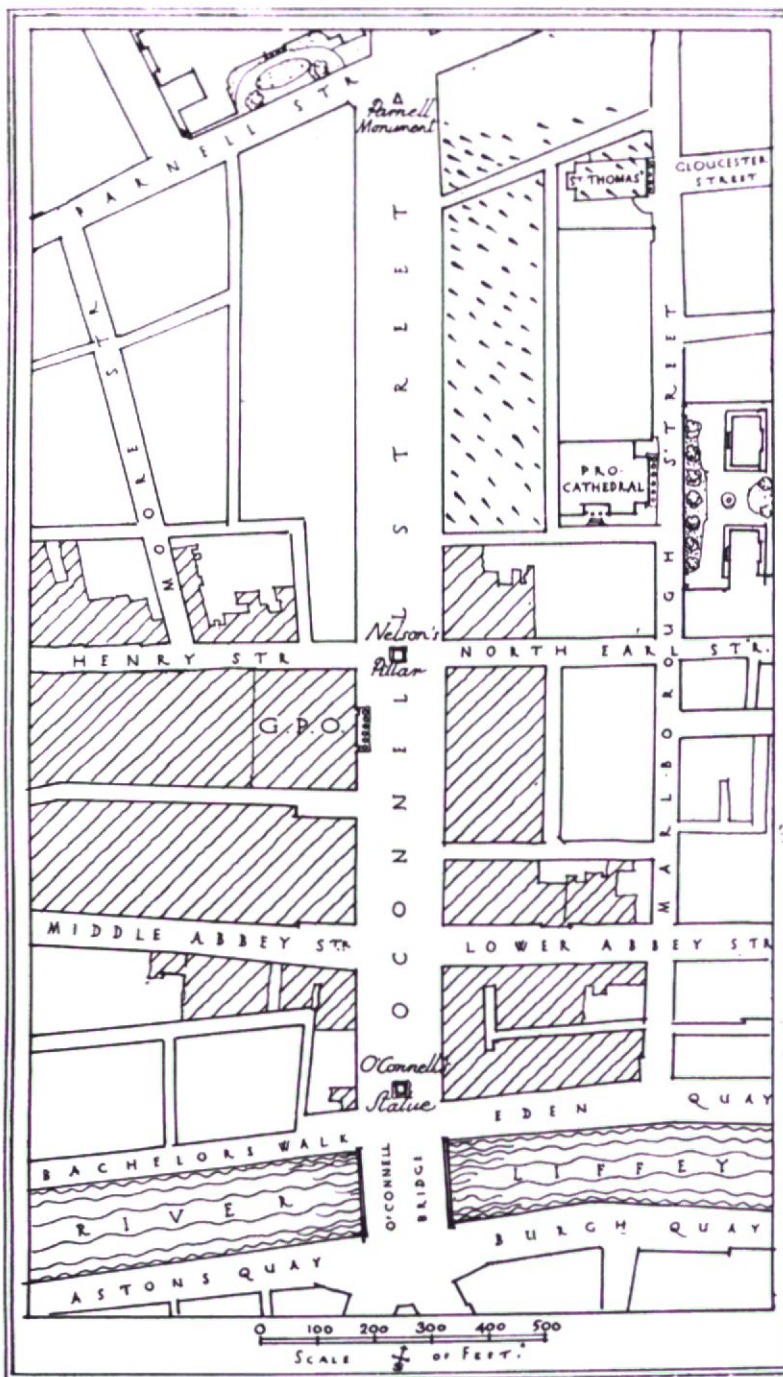 PARNELL STR
Parnell
Monument
ST THOMAS'
GLOUCESTER
STREET
MOORE STR
PRO-
CATHEDRAL
O'CONNELL STREET
MARLBOROUGH STREET
Nelson's
Pillar
HENRY STR
NORTH EARL STR.
G.P.O.
MIDDLE ABBEY STR
LOWER ABBEY STR
O'Connell's
Statue
EDEN QUAY
BACHELORS WALK
O'CONNELL
BRIDGE
RIVER LIFFEY
BURGH QUAY
ASTONS QUAY
0 100 200 300 400 500
SCALE OF FEET.